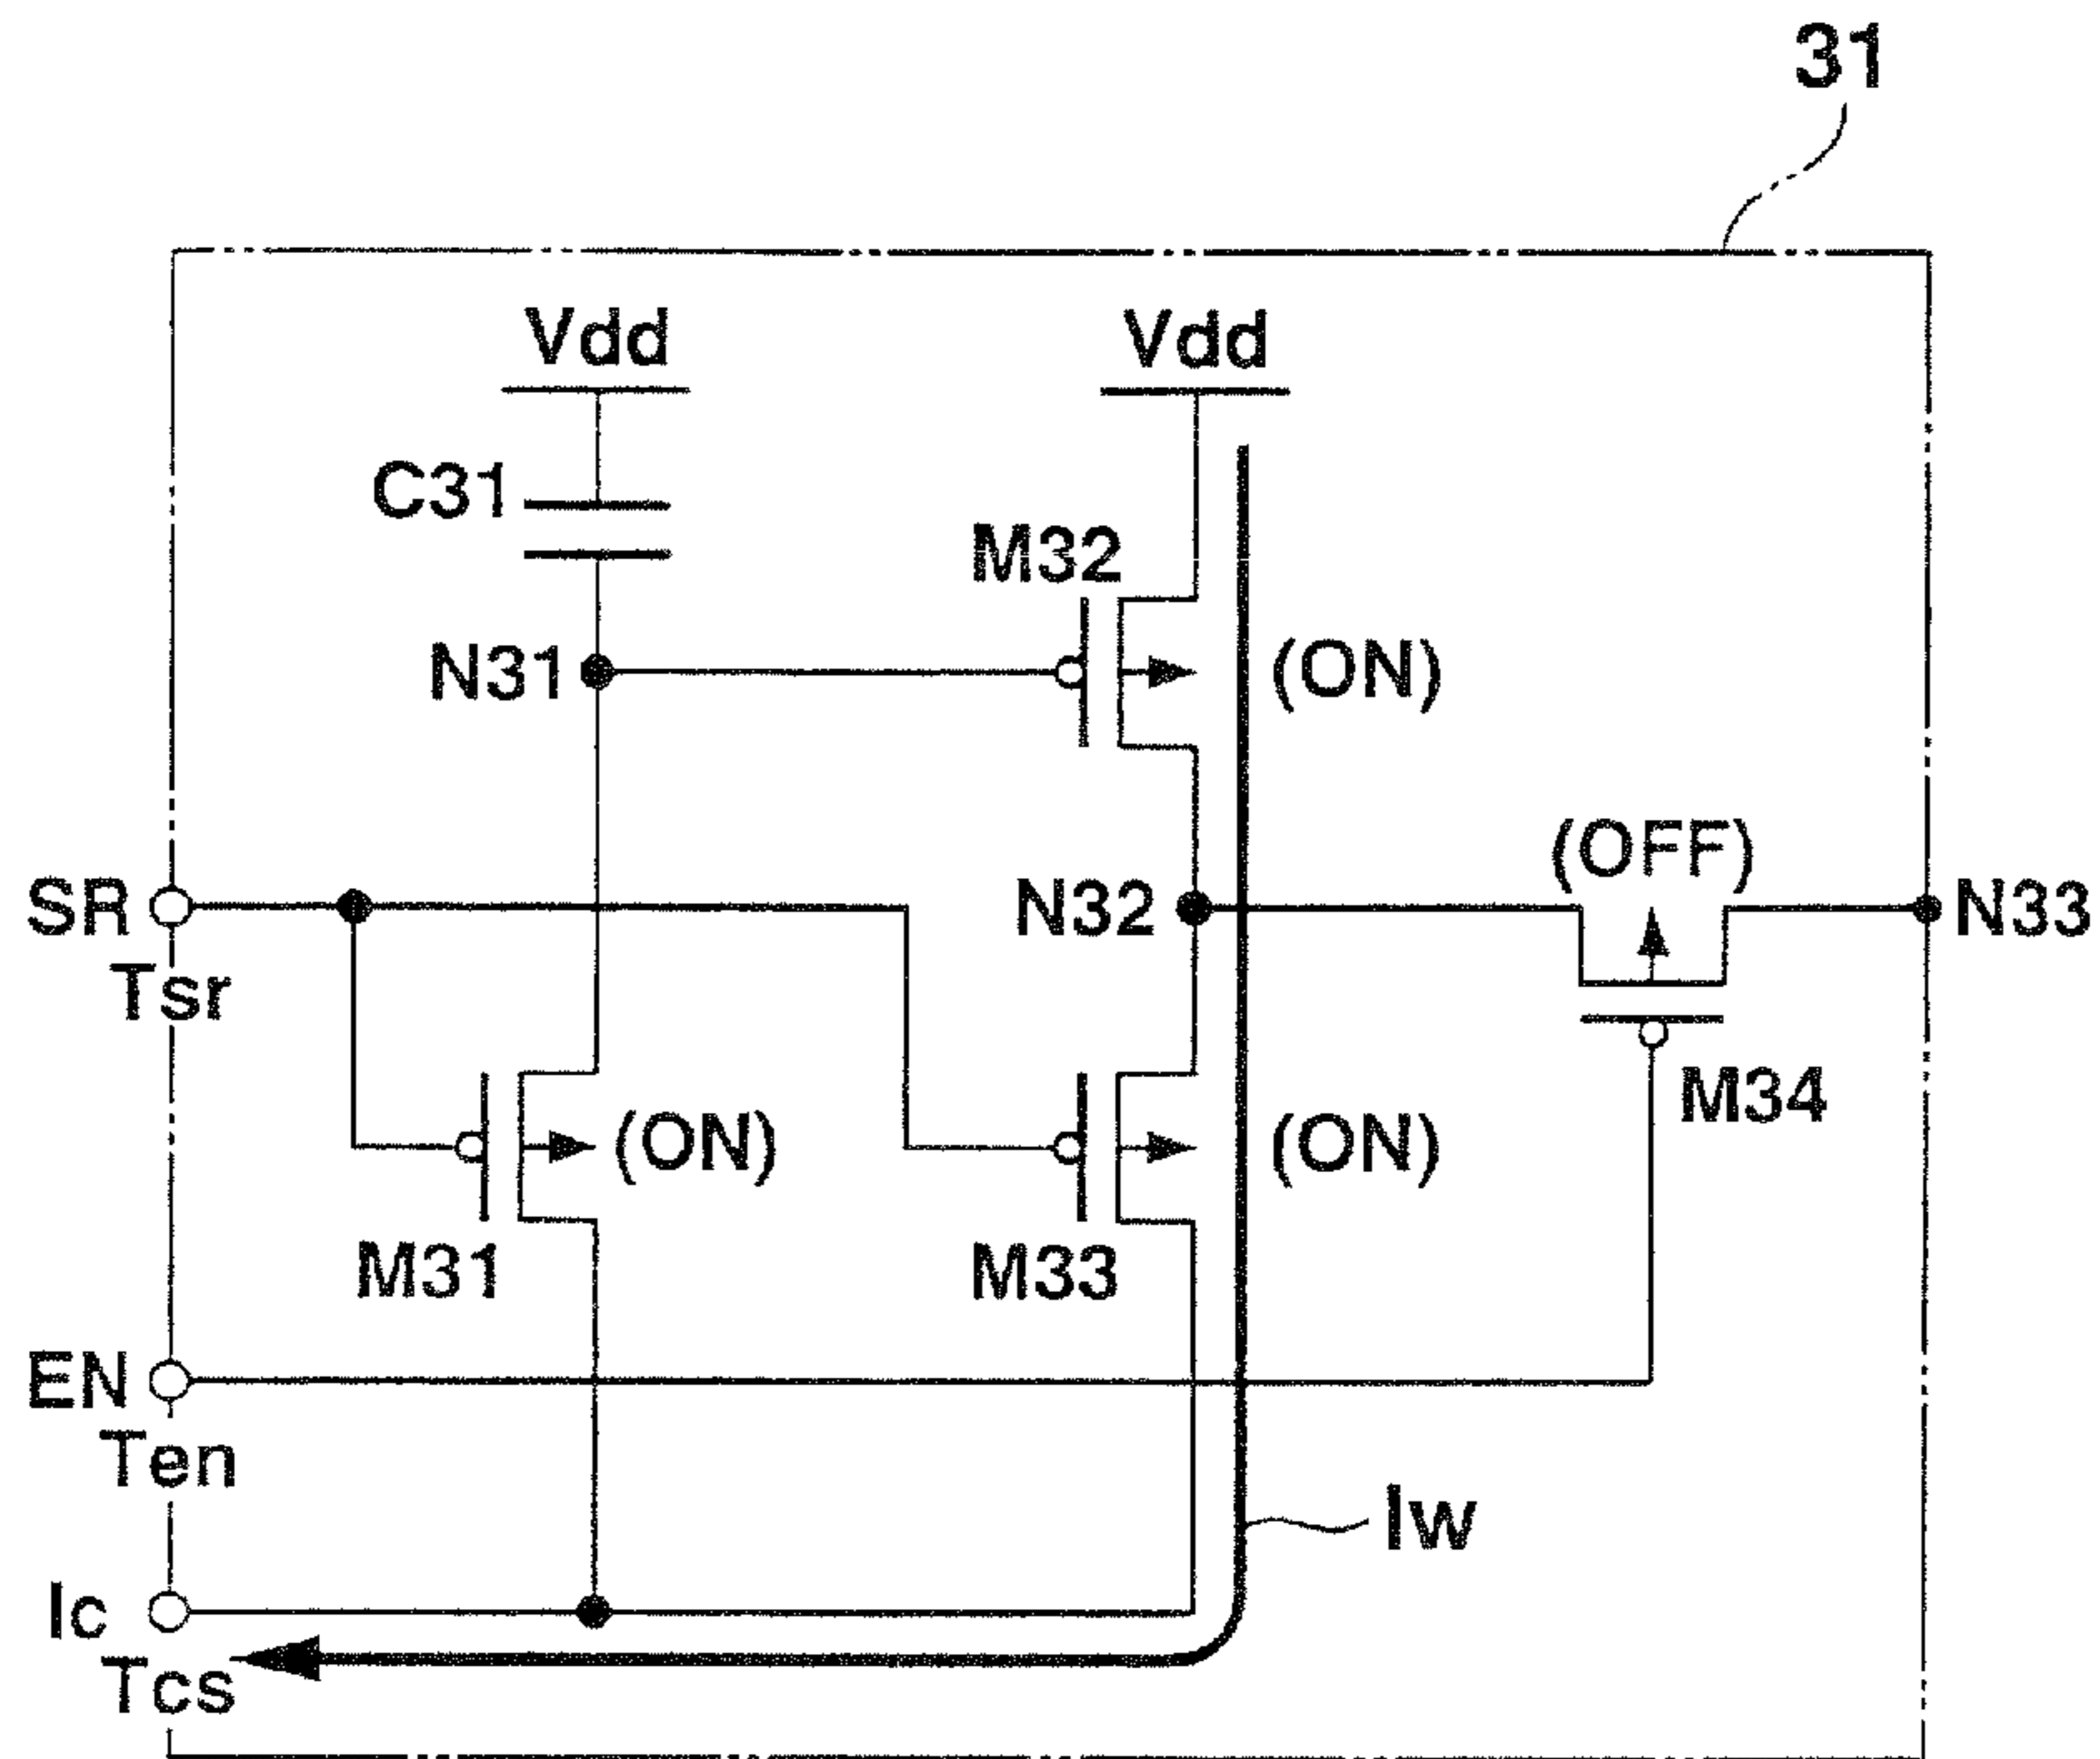 31
Vdd
Vdd
C31
M32
N31
(ON)
(OFF)
SR
N32
N33
Tsr
M34
(ON)
(ON)
M31
M33
EN
Ten
Iw
Ic
Tcs